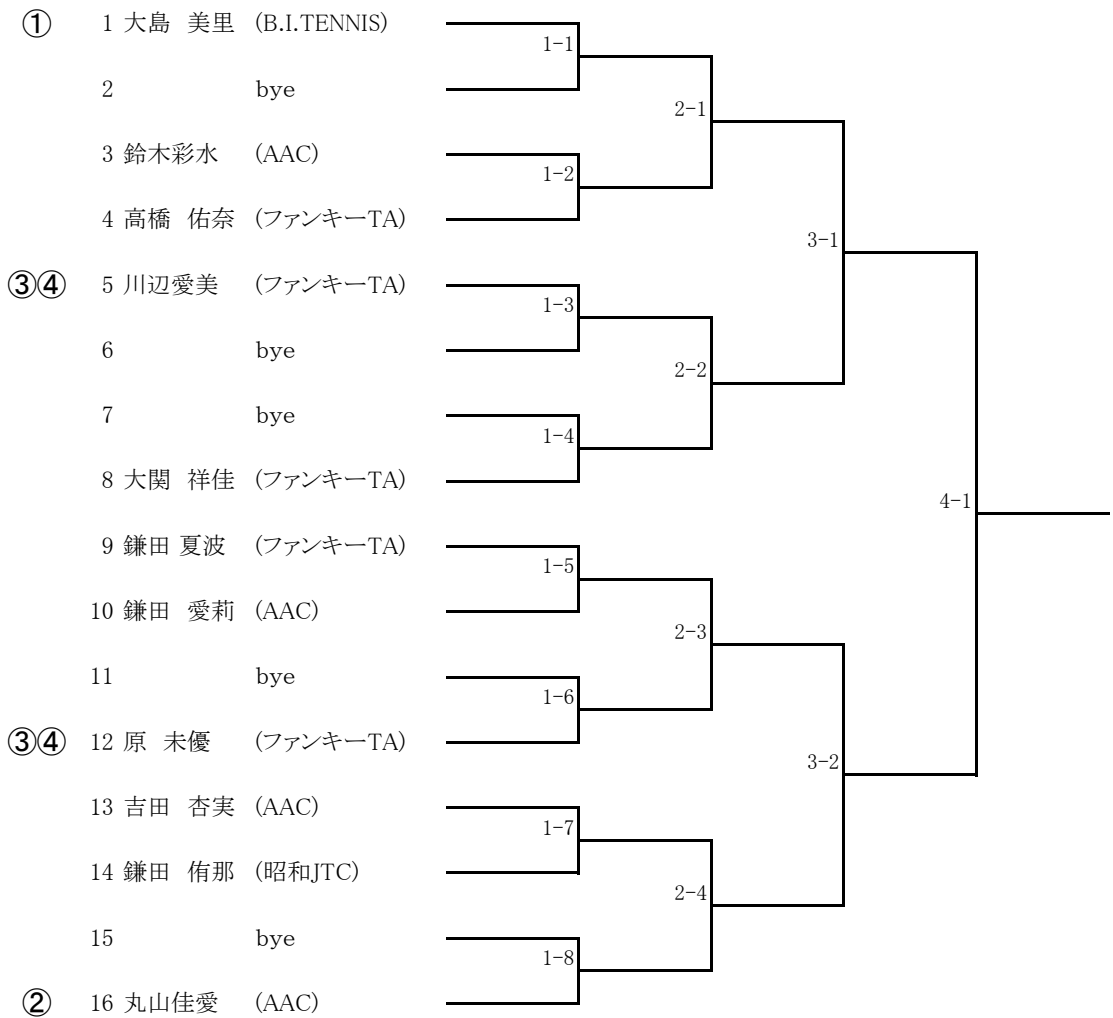 ① 1 大島 美里 (B.I.TENNIS)
1-1
2 bye
2-1
3 鈴木彩水 (AAC)
1-2
4 高橋 佑奈 (ファンキーTA)
3-1
③④ 5 川辺愛美 (ファンキーTA)
1-3
6 bye
2-2
7 bye
1-4
8 大関 祥佳 (ファンキーTA)
4-1
9 鎌田 夏波 (ファンキーTA)
1-5
10 鎌田 愛莉 (AAC)
2-3
11 bye
1-6
③④ 12 原 未優 (ファンキーTA)
3-2
13 吉田 杏実 (AAC)
1-7
14 鎌田 侑那 (昭和JTC)
2-4
15 bye
1-8
② 16 丸山佳愛 (AAC)